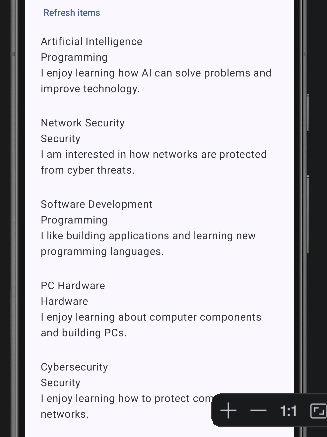 Refresh items
Artificial Intelligence
Programming
I enjoy learning how AI can solve problems and
improve technology.
Network Security
Security
I am interested in how networks are protected
from cyber threats.
Software Development
Programming
I like building applications and learning new
programming languages.
PC Hardware
Hardware
I enjoy learning about computer components
and building PCs.
Cybersecurity
Security
I enjoy learning how to protect
networks.
1:1